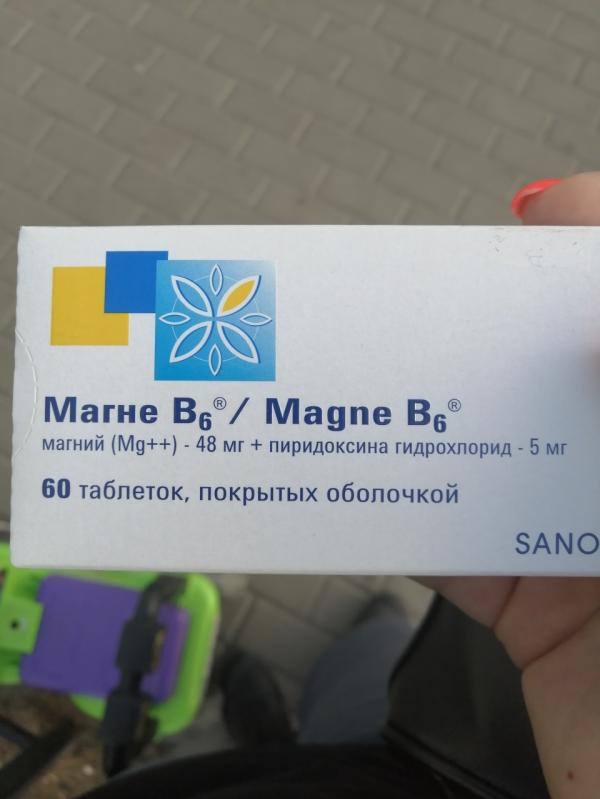 Магне B₆® / Magne B₆®
магний (Mg++) - 48 мг + пиридоксина гидрохлорид - 5 мг
60 таблеток, покрытых оболочкой
SANO